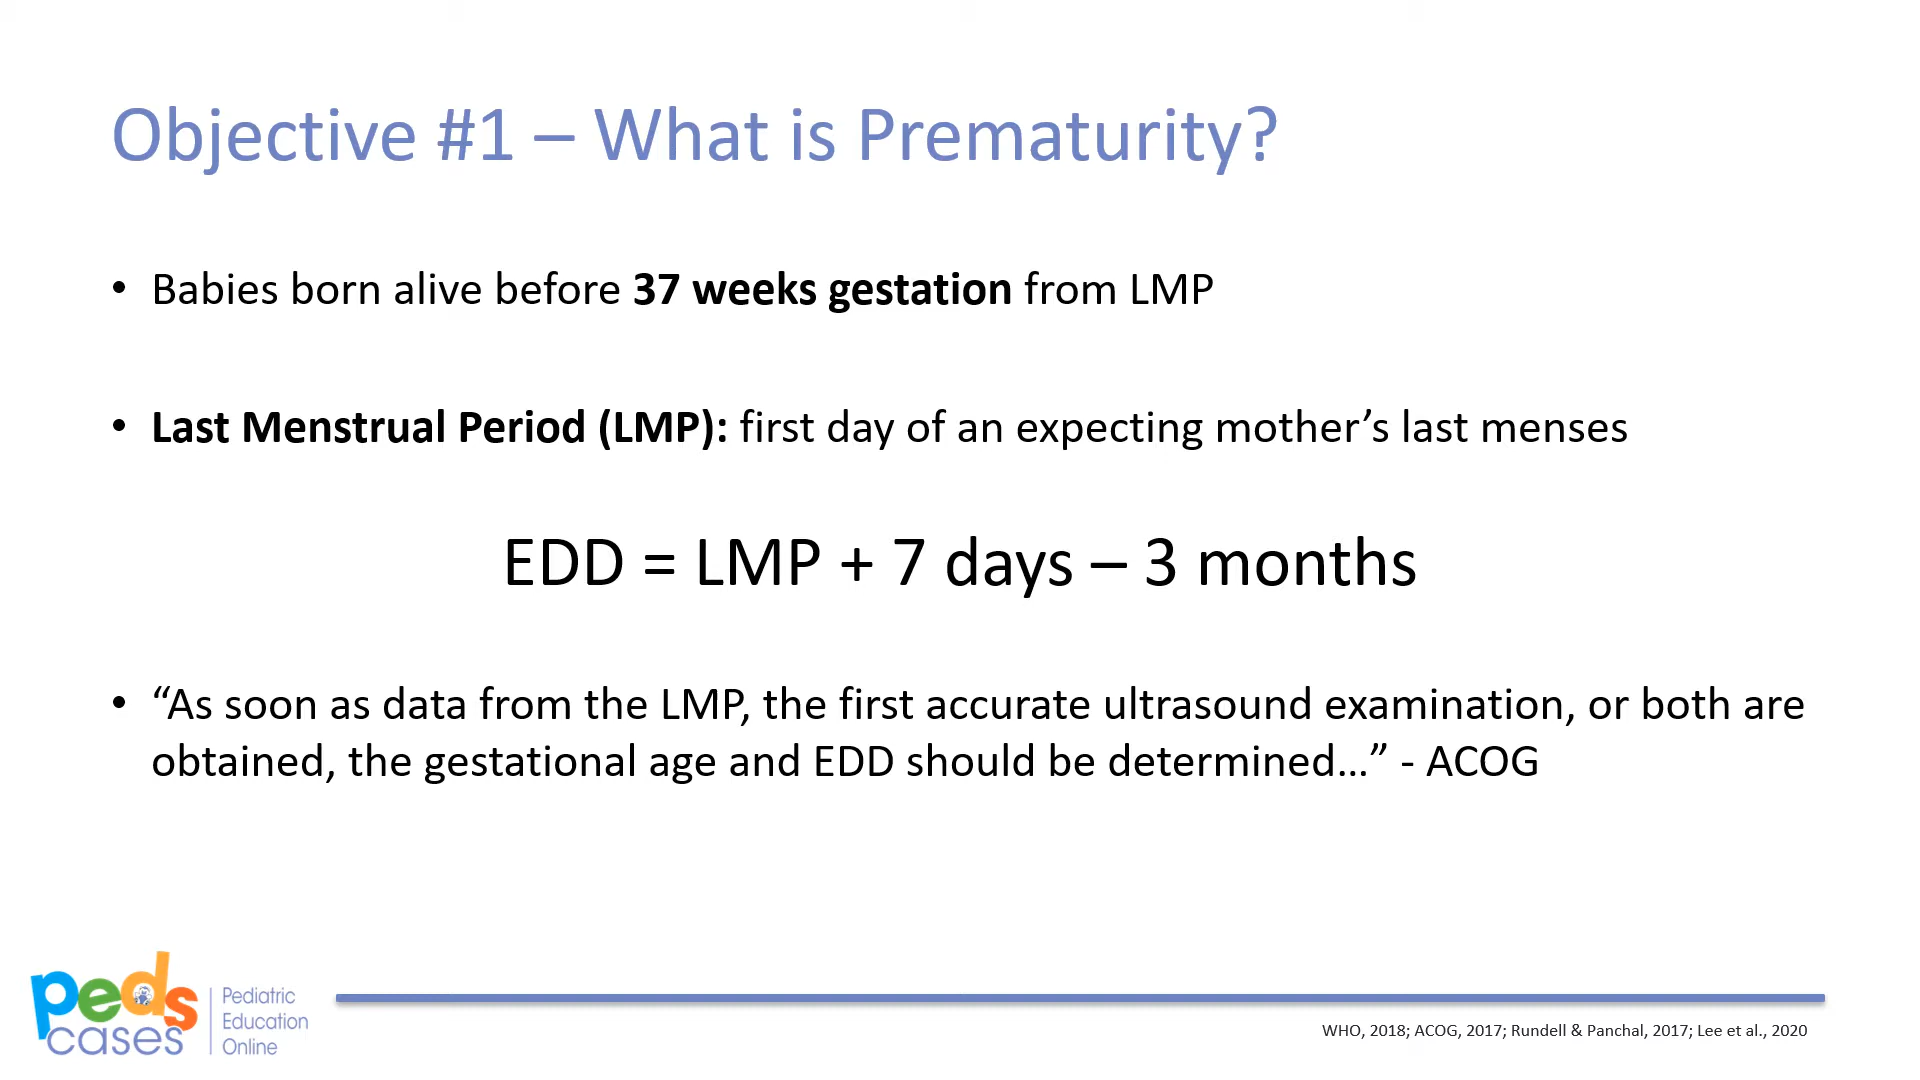 Objective #1 – What is Prematurity?
• Babies born alive before 37 weeks gestation from LMP
• Last Menstrual Period (LMP): first day of an expecting mother’s last menses
EDD = LMP + 7 days – 3 months
• “As soon as data from the LMP, the first accurate ultrasound examination, or both are
obtained, the gestational age and EDD should be determined…” - ACOG
peds
cases
Pediatric
Education
Online
WHO, 2018; ACOG, 2017; Rundell & Panchal, 2017; Lee et al., 2020